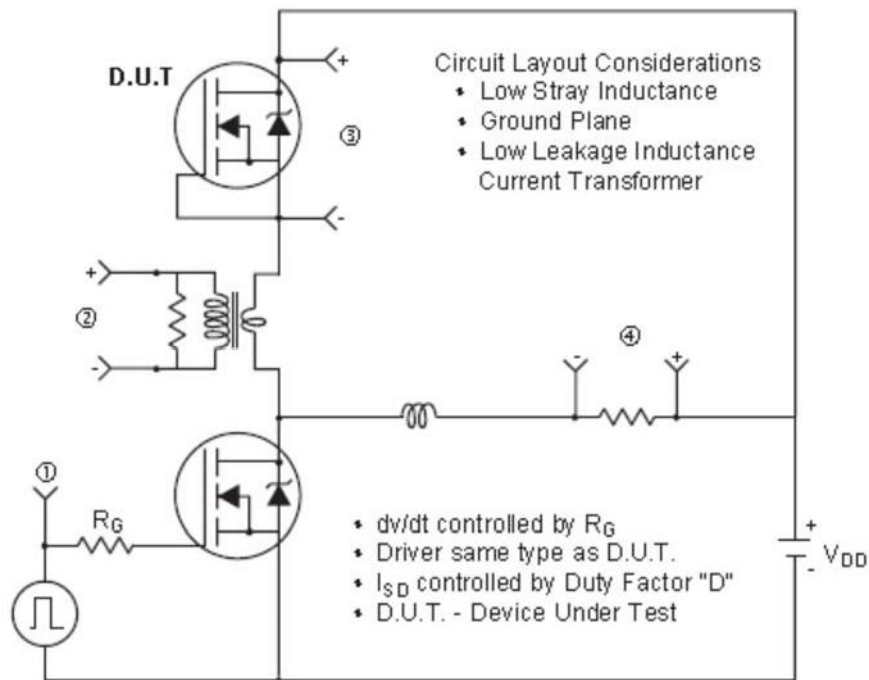 D.U.T
+
-
③
Circuit Layout Considerations
• Low Stray Inductance
• Ground Plane
• Low Leakage Inductance
Current Transformer
+
②
-
④
-
+
①
RG
• dv/dt controlled by RG
• Driver same type as D.U.T.
• ISD controlled by Duty Factor "D"
• D.U.T. - Device Under Test
+
-
VDD